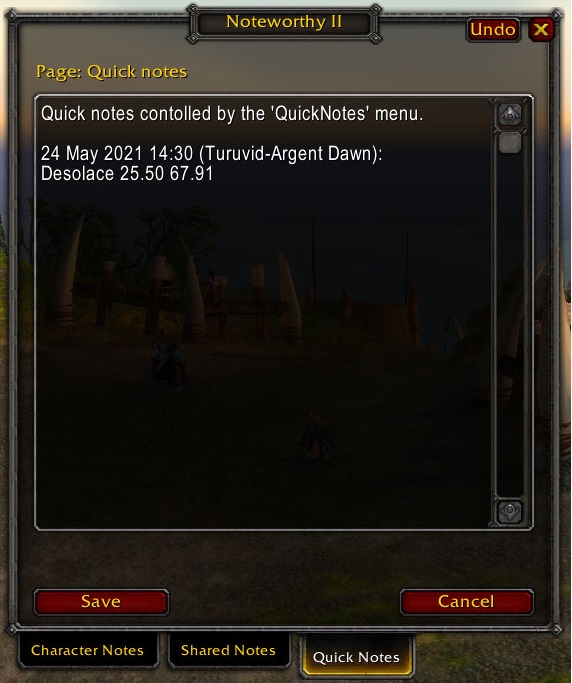 Noteworthy II
Undo
Page: Quick notes
Quick notes contolled by the 'QuickNotes' menu.
24 May 2021 14:30 (Turuvid-Argent Dawn):
Desolace 25.50 67.91
Save
Cancel
Character Notes
Shared Notes
Quick Notes